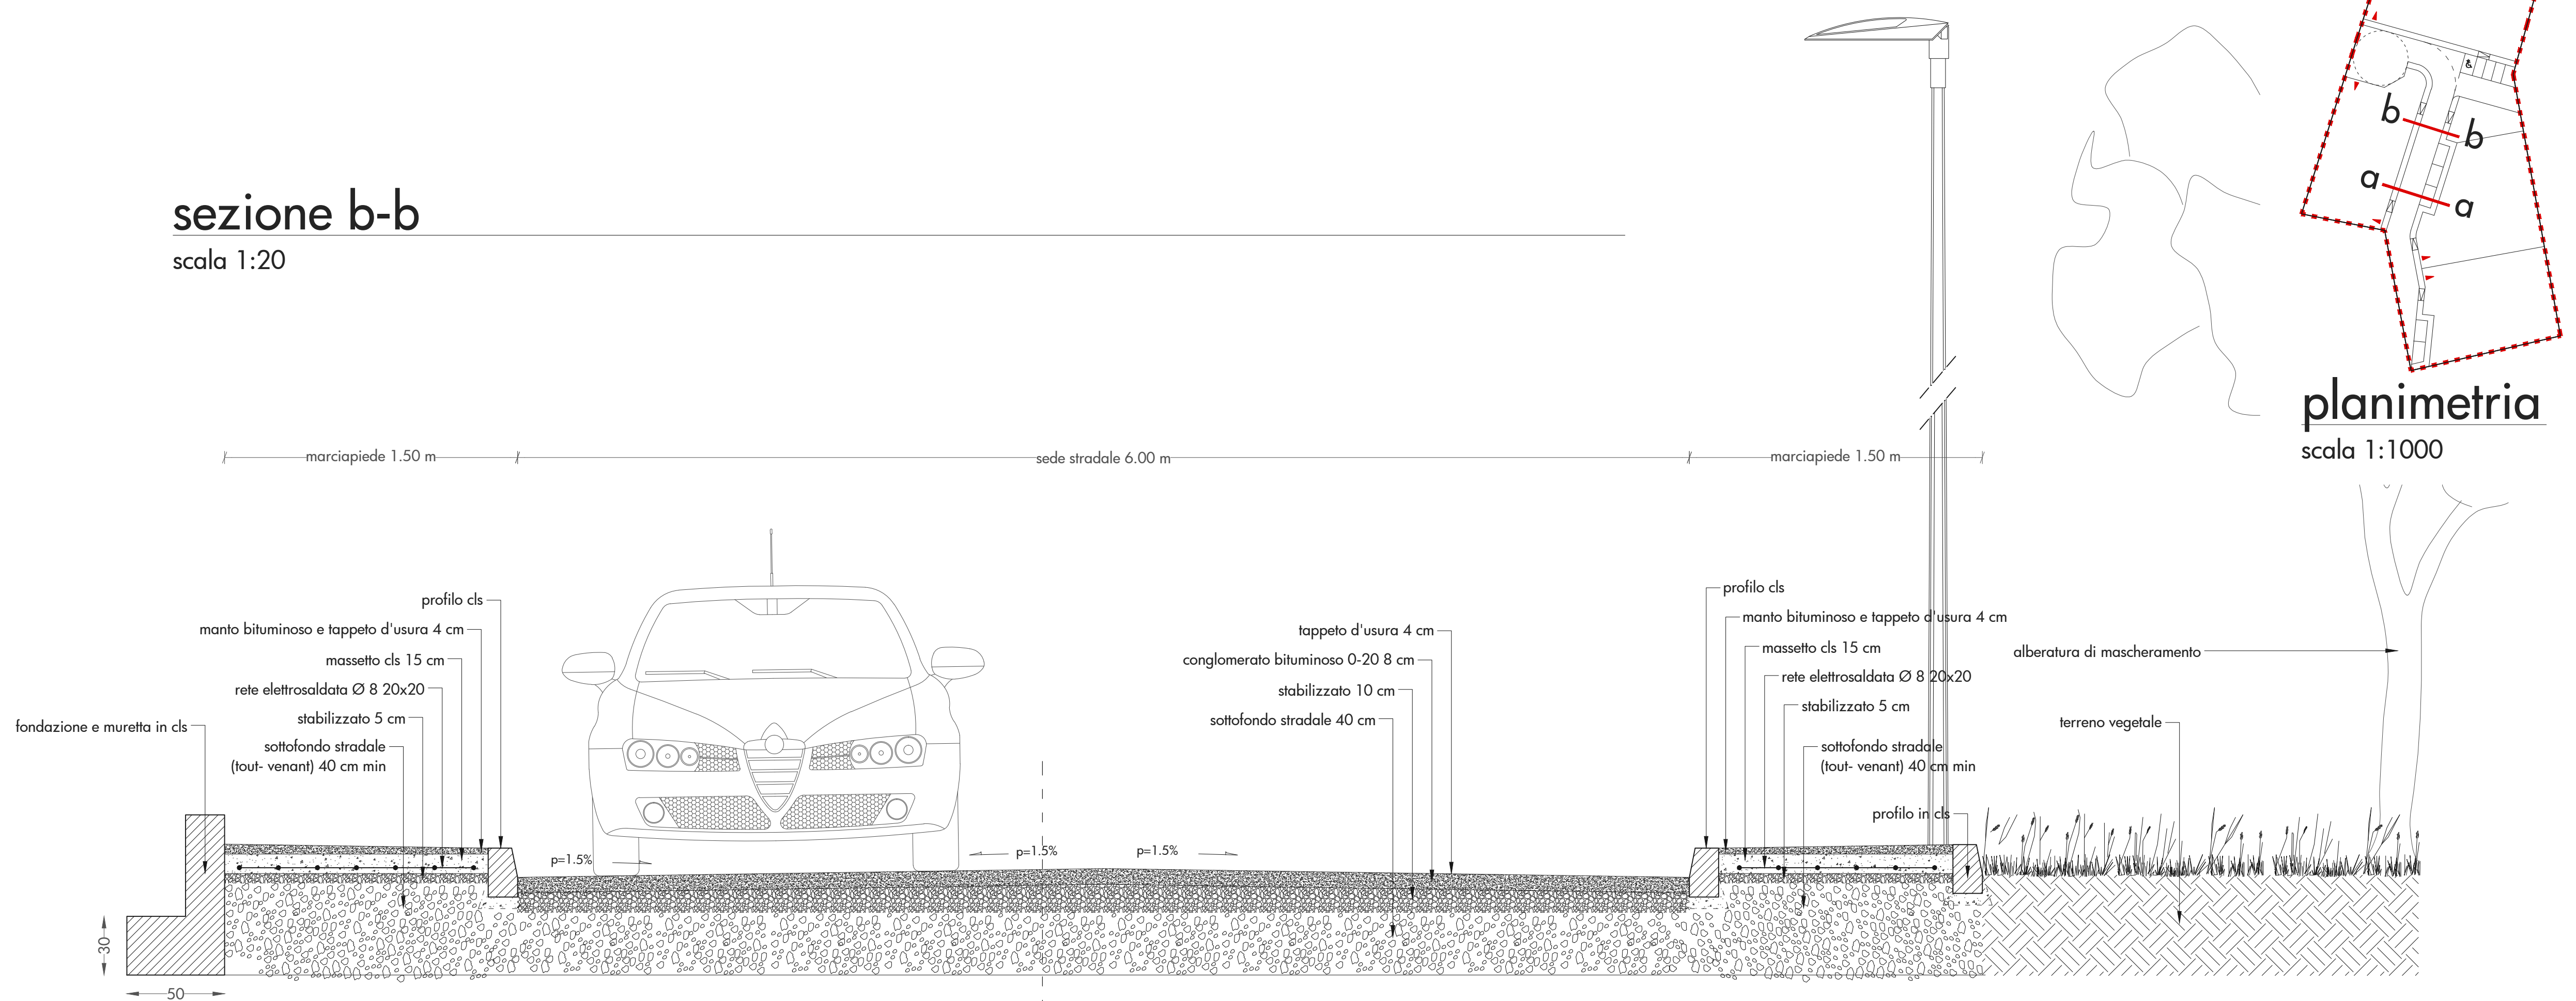 sezione b-b
scala 1:20
b
b
a
a
planimetria
scala 1:1000
marciapiede 1.50 m
sede stradale 6.00 m
marciapiede 1.50 m
profilo cls
manto bituminoso e tappeto d'usura 4 cm
massetto cls 15 cm
rete elettrosaldata Ø 8 20x20
stabilizzato 5 cm
fondazione e muretta in cls
sottofondo stradale
(tout- venant) 40 cm min
tappeto d'usura 4 cm
conglomerato bituminoso 0-20 8 cm
stabilizzato 10 cm
sottofondo stradale 40 cm
profilo cls
manto bituminoso e tappeto d'usura 4 cm
massetto cls 15 cm
rete elettrosaldata Ø 8 20x20
stabilizzato 5 cm
sottofondo stradale
(tout- venant) 40 cm min
profilo in cls
alberatura di mascheramento
terreno vegetale
p=1.5%
p=1.5%
p=1.5%
30
50